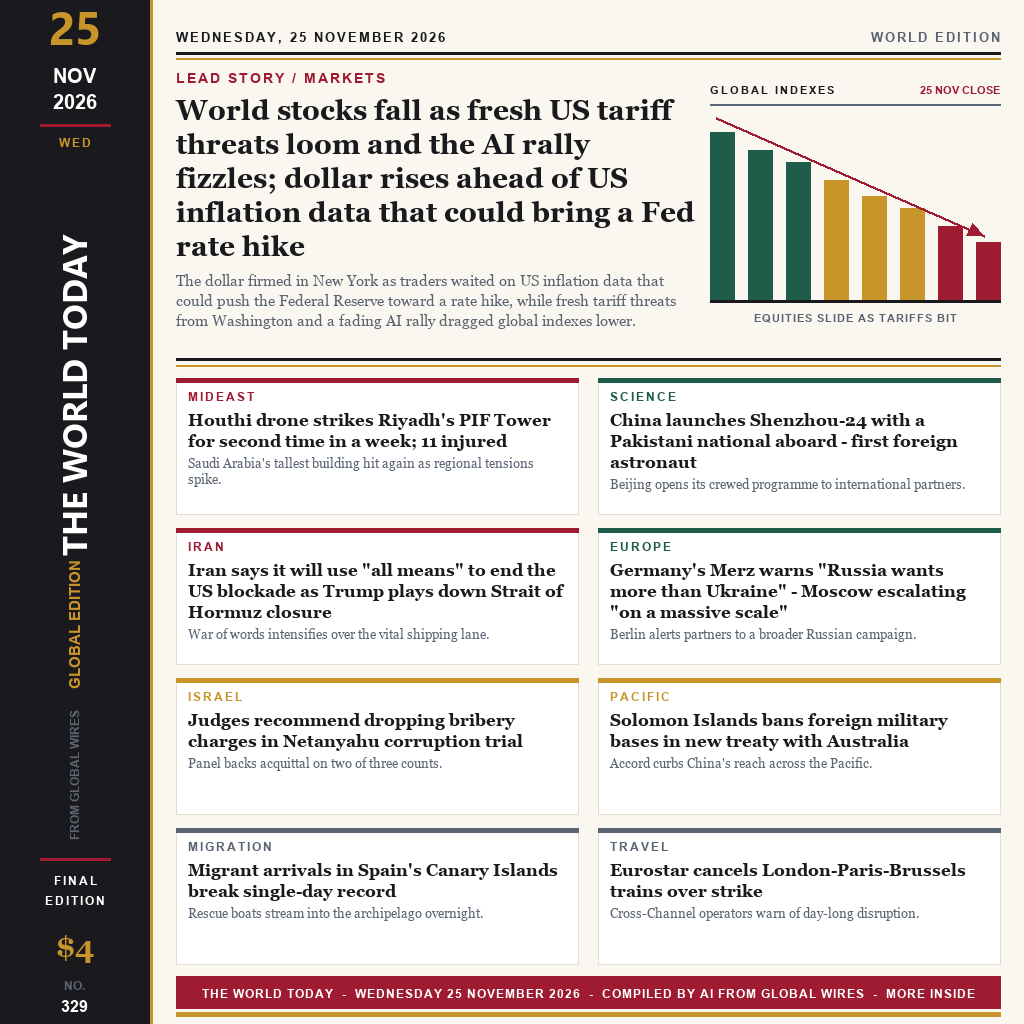 25
NOV
2026
WED
THE WORLD TODAY
GLOBAL EDITION
FROM GLOBAL WIRES
FINAL
EDITION
$4
NO.
329
WEDNESDAY, 25 NOVEMBER 2026
WORLD EDITION
LEAD STORY / MARKETS
World stocks fall as fresh US tariff
threats loom and the AI rally
fizzles; dollar rises ahead of US
inflation data that could bring a Fed
rate hike
The dollar firmed in New York as traders waited on US inflation data that
could push the Federal Reserve toward a rate hike, while fresh tariff threats
from Washington and a fading AI rally dragged global indexes lower.
GLOBAL INDEXES
25 NOV CLOSE
EQUITIES SLIDE AS TARIFFS BIT
MIDEAST
Houthi drone strikes Riyadh's PIF Tower
for second time in a week; 11 injured
Saudi Arabia's tallest building hit again as regional tensions
spike.
SCIENCE
China launches Shenzhou-24 with a
Pakistani national aboard - first foreign
astronaut
Beijing opens its crewed programme to international partners.
IRAN
Iran says it will use "all means" to end the
US blockade as Trump plays down Strait of
Hormuz closure
War of words intensifies over the vital shipping lane.
EUROPE
Germany's Merz warns "Russia wants
more than Ukraine" - Moscow escalating
"on a massive scale"
Berlin alerts partners to a broader Russian campaign.
ISRAEL
Judges recommend dropping bribery
charges in Netanyahu corruption trial
Panel backs acquittal on two of three counts.
PACIFIC
Solomon Islands bans foreign military
bases in new treaty with Australia
Accord curbs China's reach across the Pacific.
MIGRATION
Migrant arrivals in Spain's Canary Islands
break single-day record
Rescue boats stream into the archipelago overnight.
TRAVEL
Eurostar cancels London-Paris-Brussels
trains over strike
Cross-Channel operators warn of day-long disruption.
THE WORLD TODAY - WEDNESDAY 25 NOVEMBER 2026 - COMPILED BY AI FROM GLOBAL WIRES - MORE INSIDE